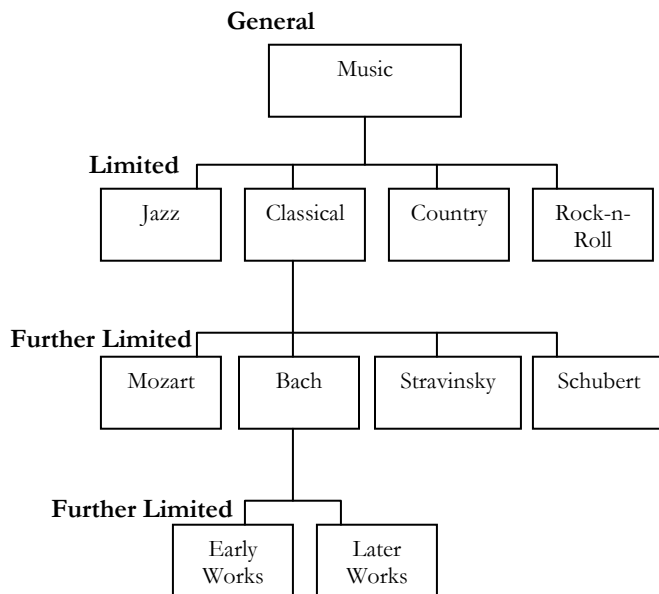 General
Music
Limited
Jazz
Classical
Country
Rock-n-
Roll
Further Limited
Mozart
Bach
Stravinsky
Schubert
Further Limited
Early
Works
Later
Works